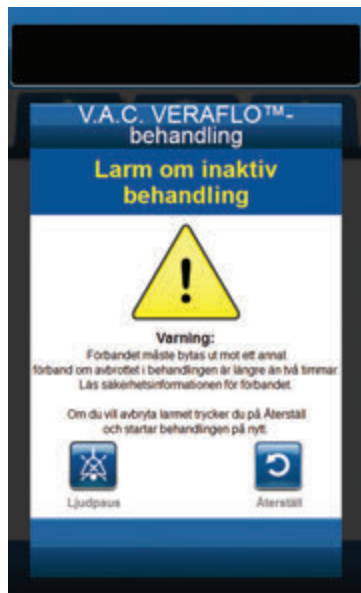 V.A.C. VERAFLO™-
behandling
Larm om inaktiv
behandling
Varning:
Förbandet måste bytas ut mot ett annat
förband om avbrottet i behandlingen är längre än två timmar.
Läs säkerhetsinformationen för förbandet.
Om du vill avbryta larmet trycker du på Återställ
och startar behandlingen på nytt.
Ljudpaus
Återställ